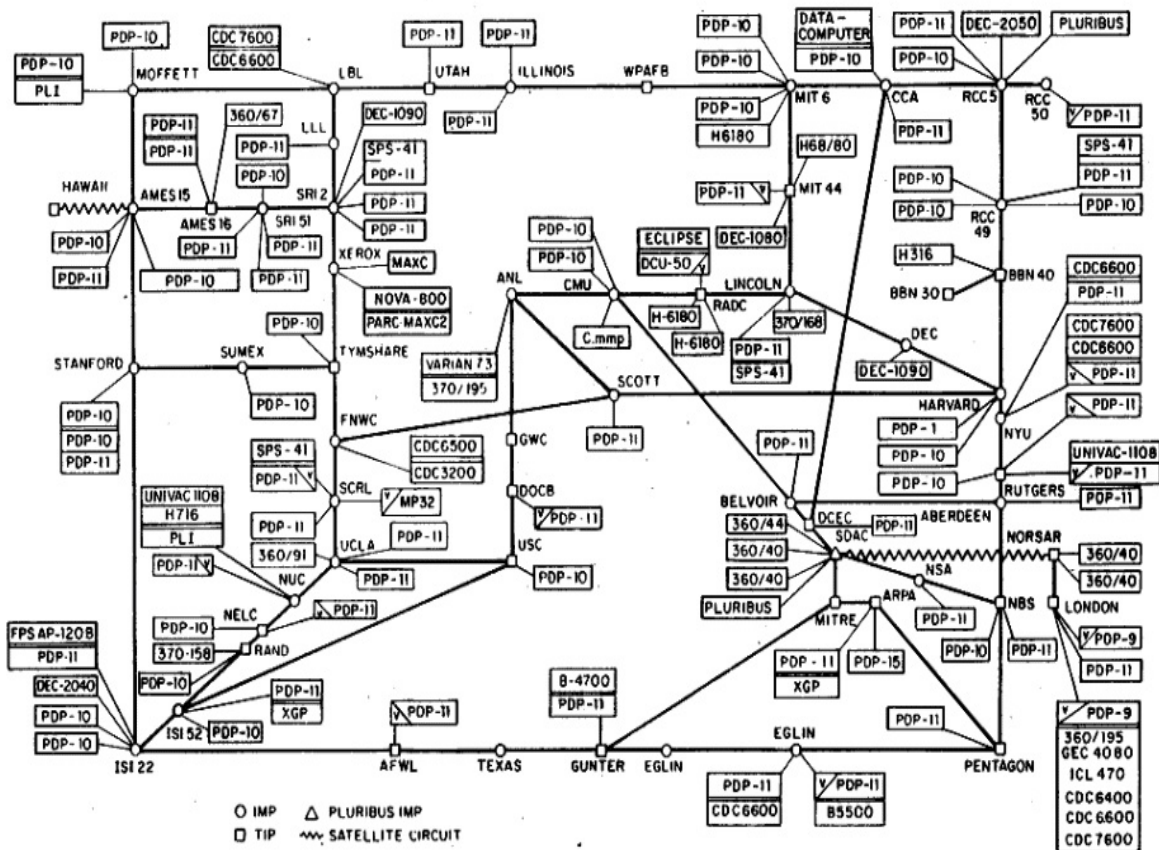 PDP-10
CDC7600
CDC6600
PDP-11
PDP-11
PDP-10
PDP-10
DATA-
COMPUTER
PDP-10
PDP-11
PDP-10
DEC-2050
PLURIBUS
PDP-10
PLI
MOFFETT
LBL
UTAH
ILLINOIS
WPAFB
MIT 6
CCA
RCC5
RCC
50
PDP-11
PDP-11
360/67
LLL
PDP-11
DEC-1090
PDP-11
PDP-10
H6180
PDP-11
PDP-11
PDP-10
SPS-41
PDP-11
H68/80
SPS-41
PDP-11
PDP-10
HAWAII
AMES15
AMES16
SRI 51
SRI 2
PDP-11
PDP-11
PDP-11
MIT 44
PDP-10
PDP-10
RCC
49
PDP-10
PDP-11
PDP-10
PDP-11
PDP-11
PDP-11
XEROX
MAXC
PDP-10
PDP-10
ECLIPSE
DCU-50
DEC-1080
H316
NOVA-800
PARC-MAXC2
ANL
CMU
RADC
LINCOLN
BBN 40
BBN 30
CDC6600
PDP-11
PDP-10
C.mmp
H-6180
H-6180
370/168
DEC
CDC7600
CDC6600
PDP-11
STANFORD
SUMEX
TYMSHARE
VARIAN 73
370/195
PDP-11
SPS-41
DEC-1090
PDP-10
SCOTT
HARVARD
PDP-11
PDP-10
PDP-10
PDP-11
FNWC
PDP-11
PDP-1
NYU
SPS-41
PDP-11
CDC6500
CDC3200
GWC
PDP-11
PDP-10
PDP-10
UNIVAC-1108
PDP-11
UNIVAC 1108
H716
PLI
SCRL
MP32
DOCB
PDP-11
BELVOIR
RUTGERS
PDP-11
PDP-11
DCEC
PDP-11
ABERDEEN
360/91
UCLA
PDP-11
USC
360/44
SDAC
NORSAR
PDP-11
NUC
PDP-11
PDP-10
360/40
360/40
NSA
360/40
360/40
PLURIBUS
MITRE
ARPA
PDP-11
NBS
LONDON
NELC
PDP-10
PDP-11
FPS AP-120B
PDP-11
370-158
RAND
PDP-11
XGP
PDP-15
PDP-10
PDP-11
PDP-9
PDP-11
DEC-2040
PDP-10
PDP-10
PDP-10
PDP-11
XGP
ISI 52
PDP-10
PDP-11
B-4700
PDP-11
EGLIN
PDP-11
PDP-9
360/195
GEC 4080
ICL 470
CDC6400
CDC6600
CDC7600
ISI 22
AFWL
TEXAS
GUNTER
EGLIN
PENTAGON
PDP-11
CDC6600
PDP-11
B5500
IMP
PLURIBUS IMP
TIP
SATELLITE CIRCUIT